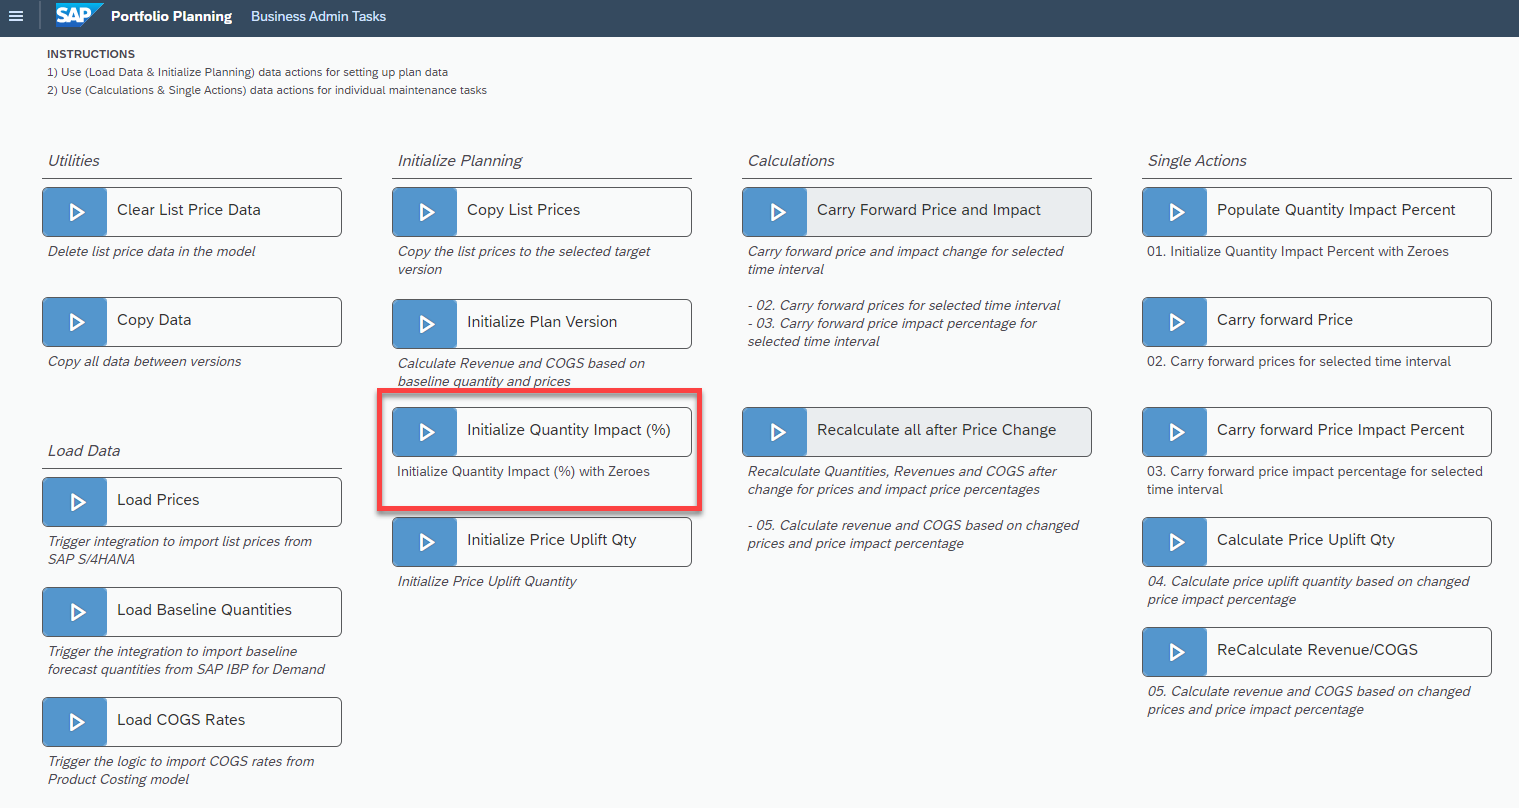 SAP Portfolio Planning Business Admin Tasks
INSTRUCTIONS
1) Use (Load Data & Initialize Planning) data actions for setting up plan data
2) Use (Calculations & Single Actions) data actions for individual maintenance tasks
Utilities
Clear List Price Data
Delete list price data in the model
Copy Data
Copy all data between versions
Load Data
Load Prices
Trigger integration to import list prices from
SAP S/4HANA
Load Baseline Quantities
Trigger the integration to import baseline
forecast quantities from SAP IBP for Demand
Load COGS Rates
Trigger the logic to import COGS rates from
Product Costing model
Initialize Planning
Copy List Prices
Copy the list prices to the selected target
version
Initialize Plan Version
Calculate Revenue and COGS based on
baseline quantity and prices
Initialize Quantity Impact (%)
Initialize Quantity Impact (%) with Zeroes
Initialize Price Uplift Qty
Initialize Price Uplift Quantity
Calculations
Carry Forward Price and Impact
Carry forward price and impact change for selected
time interval
- 02. Carry forward prices for selected time interval
- 03. Carry forward price impact percentage for
selected time interval
Recalculate all after Price Change
Recalculate Quantities, Revenues and COGS after
change for prices and impact price percentages
- 05. Calculate revenue and COGS based on changed
prices and price impact percentage
Single Actions
Populate Quantity Impact Percent
01. Initialize Quantity Impact Percent with Zeroes
Carry forward Price
02. Carry forward prices for selected time interval
Carry forward Price Impact Percent
03. Carry forward price impact percentage for selected
time interval
Calculate Price Uplift Qty
04. Calculate price uplift quantity based on changed
price impact percentage
ReCalculate Revenue/COGS
05. Calculate revenue and COGS based on changed
prices and price impact percentage